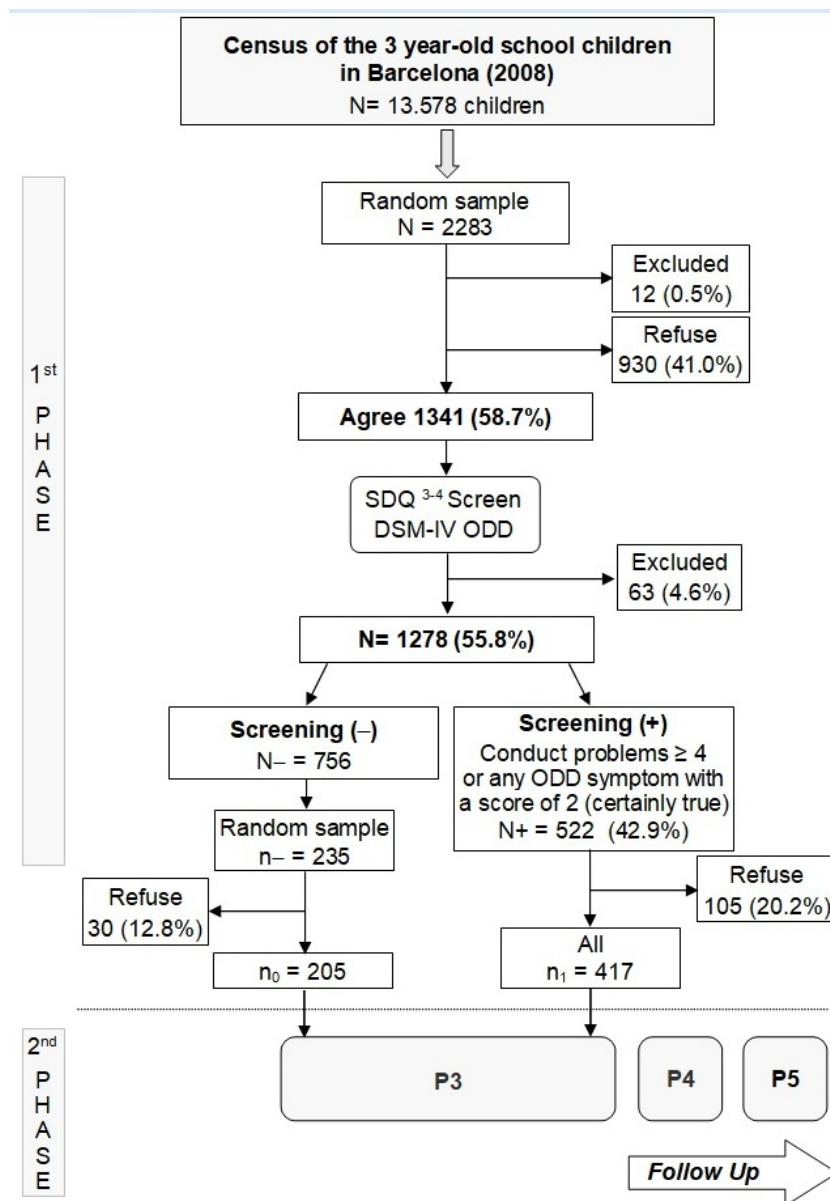 Census of the 3 year-old school children
in Barcelona (2008)
N= 13.578 children
1st
P
H
A
S
E
Random sample
N = 2283
Excluded
12 (0.5%)
Refuse
930 (41.0%)
Agree 1341 (58.7%)
SDQ 3-4 Screen
DSM-IV ODD
Excluded
63 (4.6%)
N= 1278 (55.8%)
Screening (–)
N– = 756
Screening (+)
Conduct problems ≥ 4
or any ODD symptom with
a score of 2 (certainly true)
N+ = 522 (42.9%)
Random sample
n– = 235
Refuse
30 (12.8%)
Refuse
105 (20.2%)
n0 = 205
All
n1 = 417
2nd
P
H
A
S
E
P3
P4
P5
Follow Up